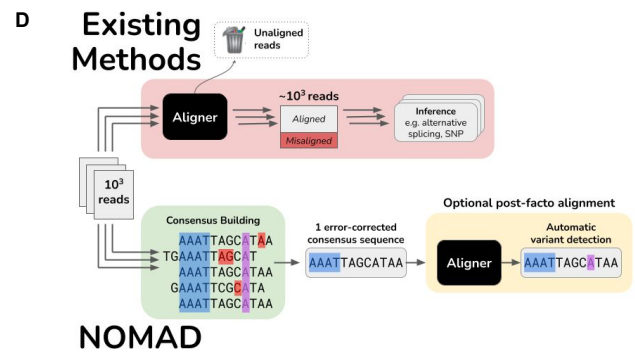 D
Existing
Methods
Unaligned
reads
Aligner
~10³ reads
Aligned
Misaligned
Inference
e.g. alternative
splicing, SNP
10³
reads
Consensus Building
AAATTAGCATAA
TGAAATTAGCAT
AAATTAGCATAA
GAAATTCGCATA
AAATTAGCATAA
1 error-corrected
consensus sequence
AAATTAGCATAA
Optional post-facto alignment
Aligner
Automatic
variant detection
AAATTAGCATAA
NOMAD